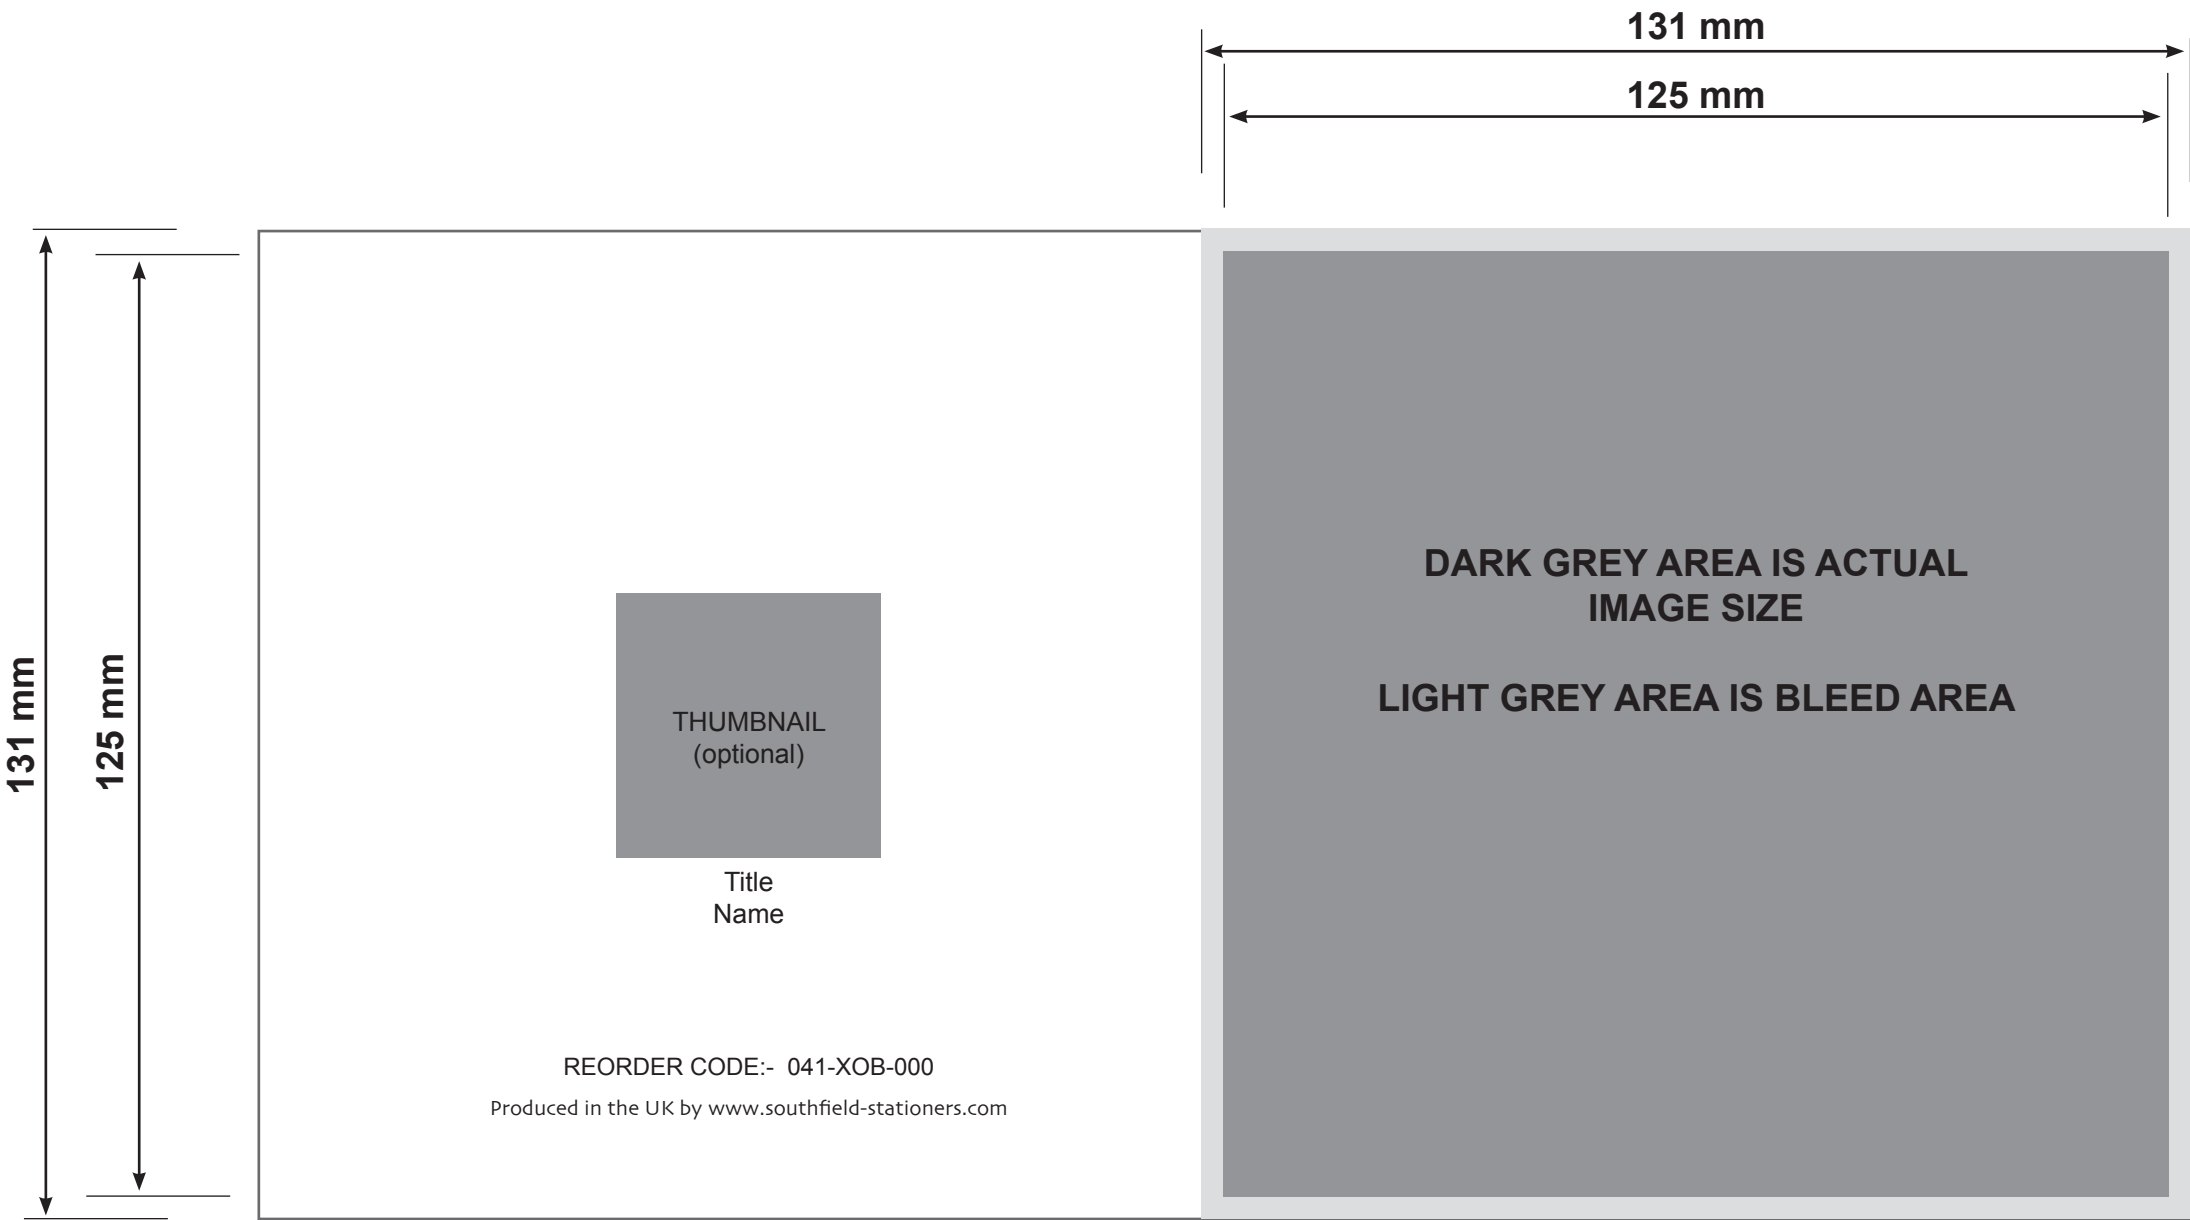 131 mm
125 mm
131 mm
125 mm
DARK GREY AREA IS ACTUAL
IMAGE SIZE
LIGHT GREY AREA IS BLEED AREA
THUMBNAIL
(optional)
Title
Name
REORDER CODE:- 041-XOB-000
Produced in the UK by www.southfield-stationers.com